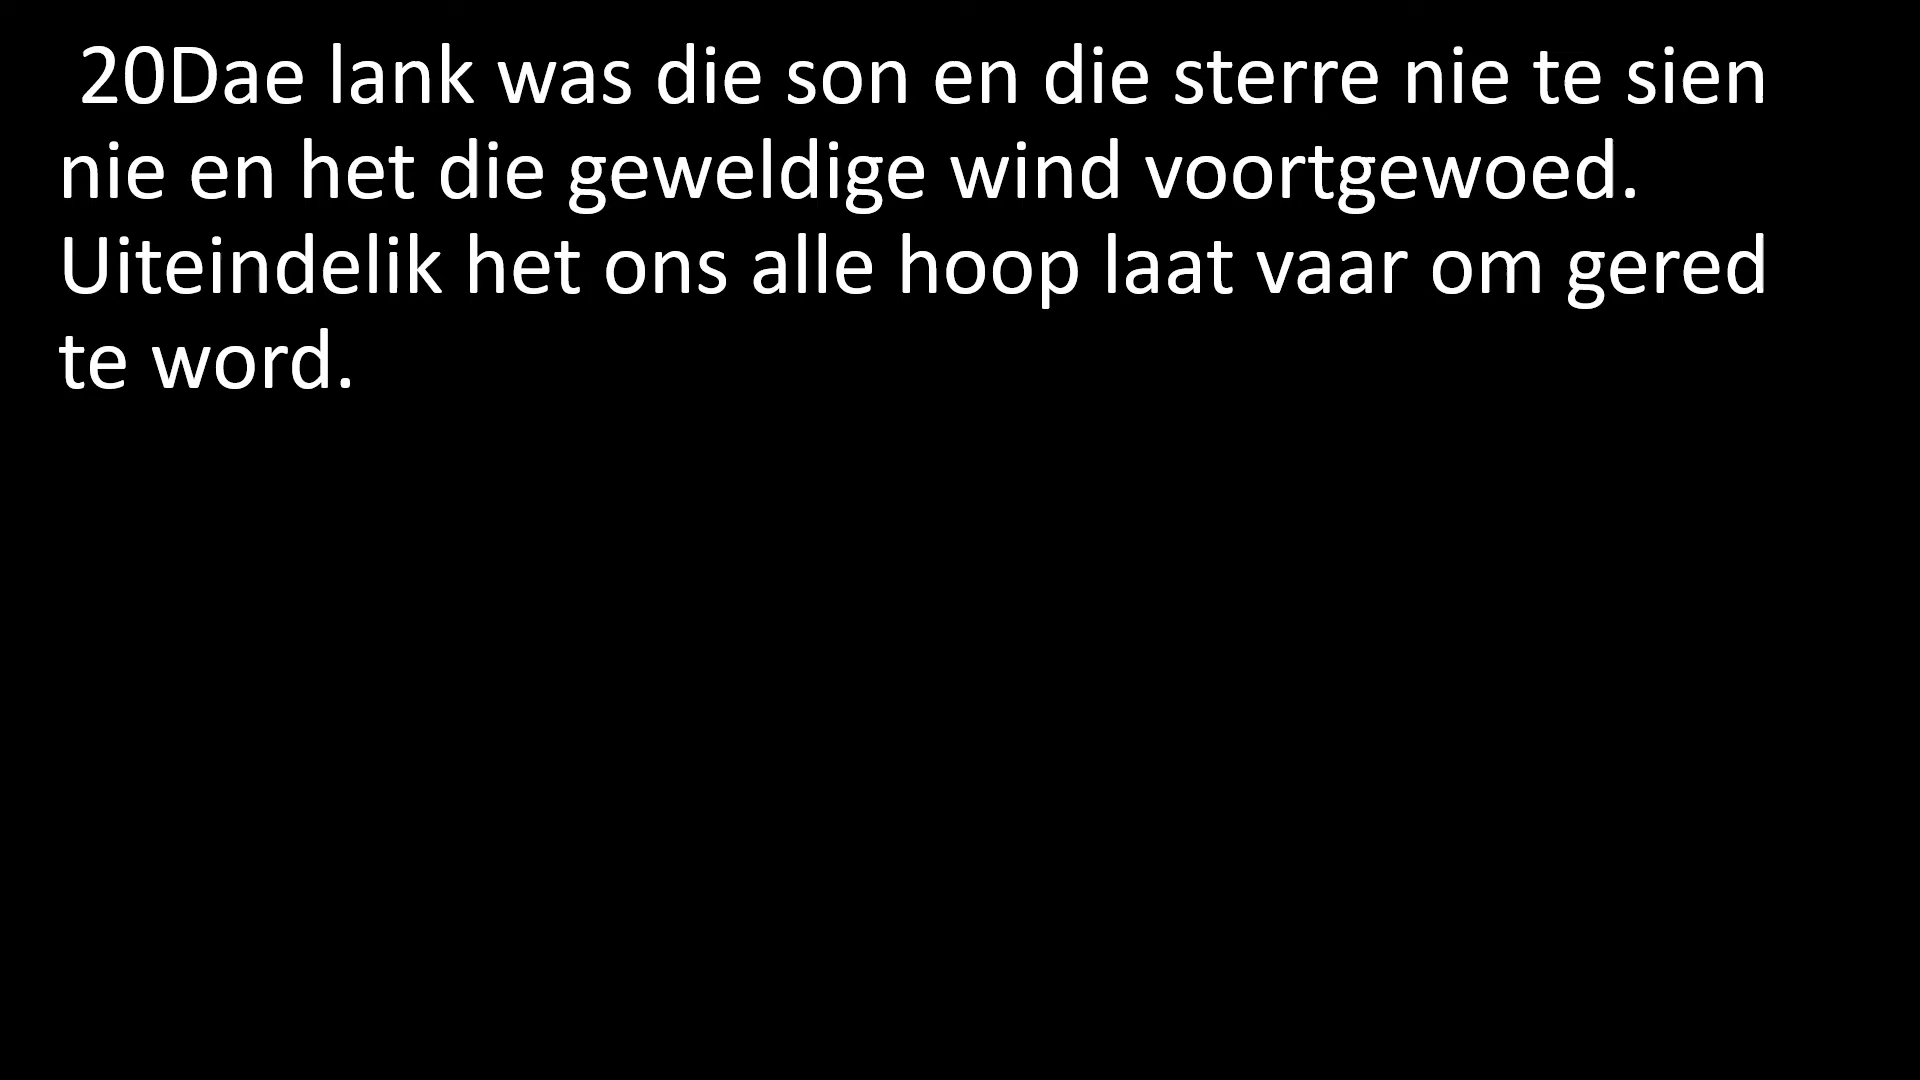 20Dae lank was die son en die sterre nie te sien
nie en het die geweldige wind voortgewoed.
Uiteindelik het ons alle hoop laat vaar om gered
te word.